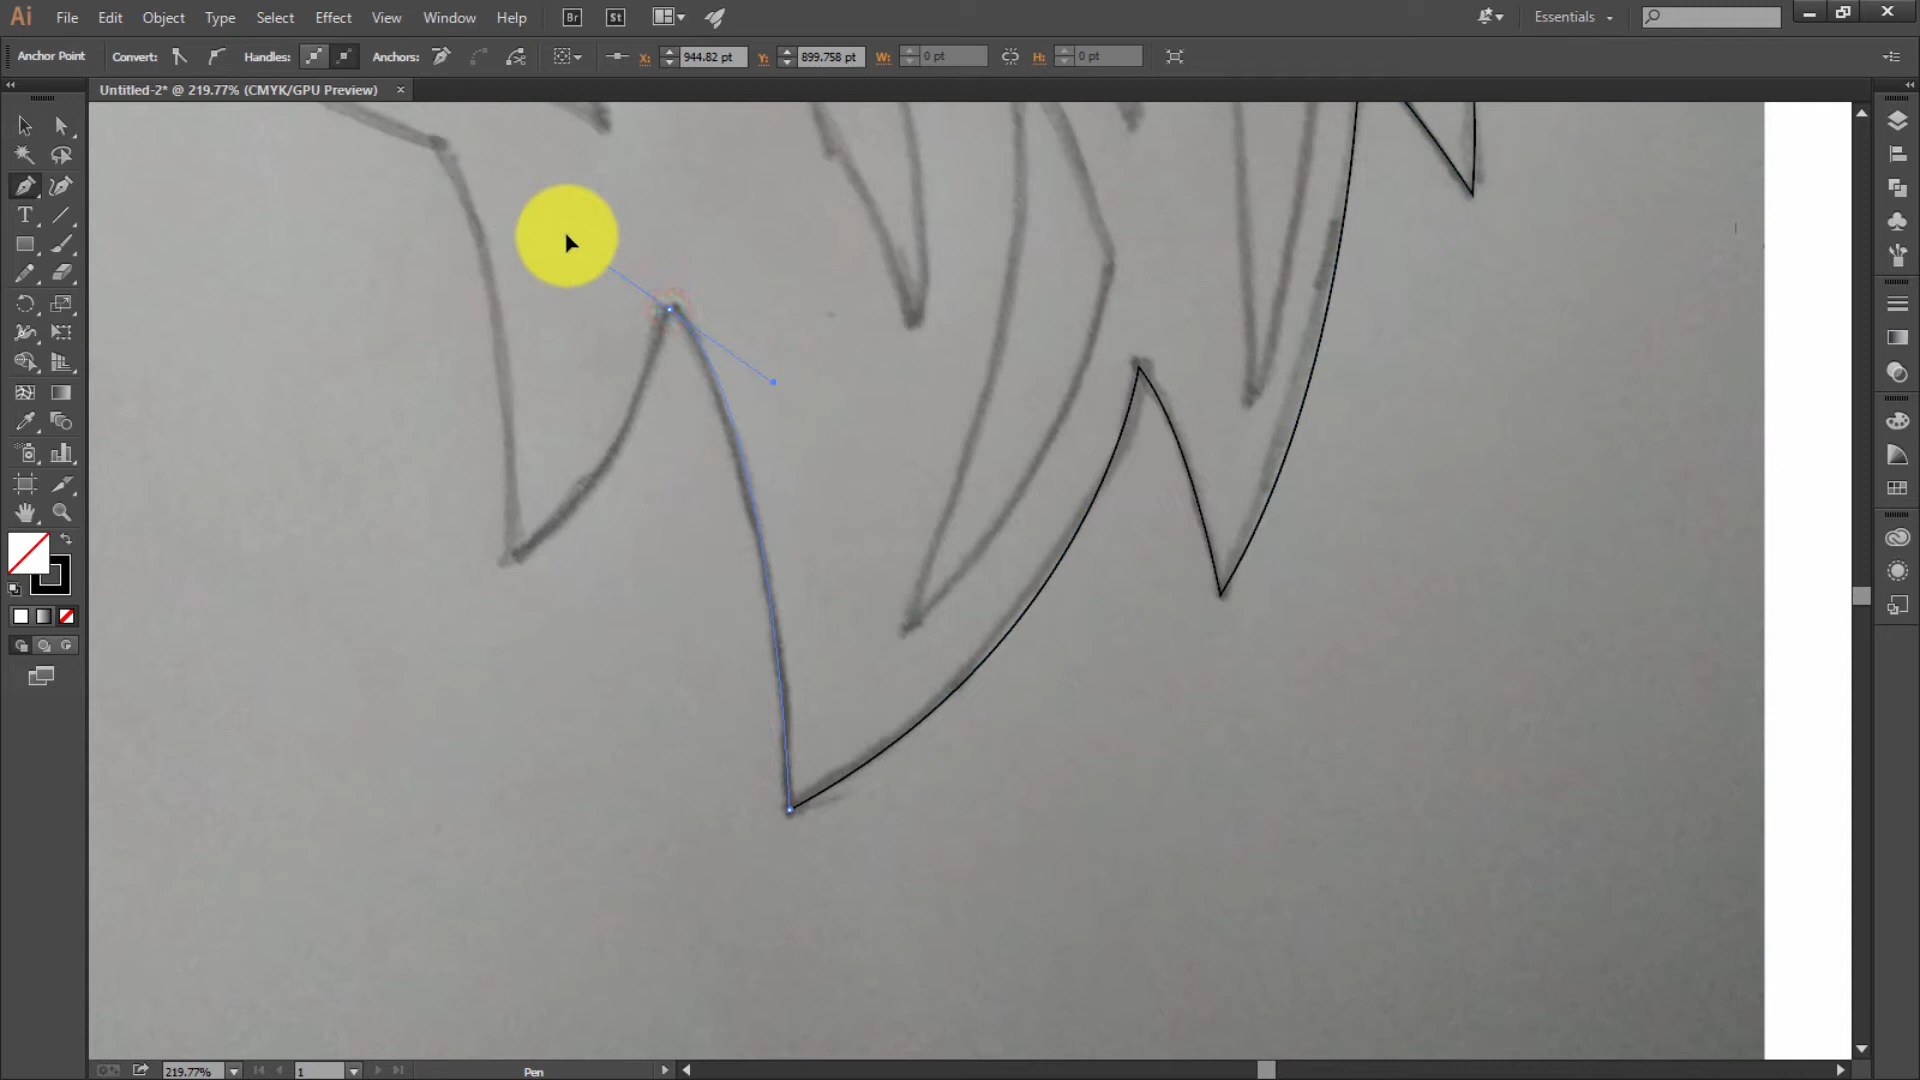 Ai File Edit Object Type Select Effect View Window Help Br St Essentials
Anchor Point Convert: Handles: Anchors: X: 944.82 pt Y: 899.758 pt W: 0 pt H: 0 pt
Untitled-2* @ 219.77% (CMYK/GPU Preview) ×
T
219.77% 1 Pen